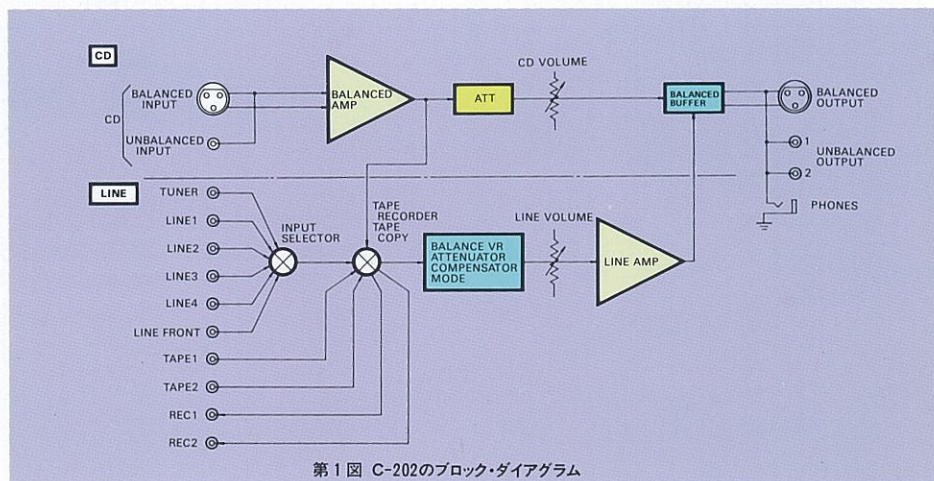 CD
BALANCED
INPUT
CD
UNBALANCED
INPUT
BALANCED
AMP
ATT
CD VOLUME
BALANCED
BUFFER
BALANCED
OUTPUT
1
UNBALANCED
OUTPUT
2
PHONES
LINE
TUNER
LINE1
LINE2
LINE3
LINE4
LINE FRONT
TAPE1
TAPE2
REC1
REC2
INPUT
SELECTOR
TAPE
RECORDER
TAPE
COPY
BALANCE VR
ATTENUATOR
COMPENSATOR
MODE
LINE VOLUME
LINE AMP
第1図 C-202のブロック・ダイアグラム